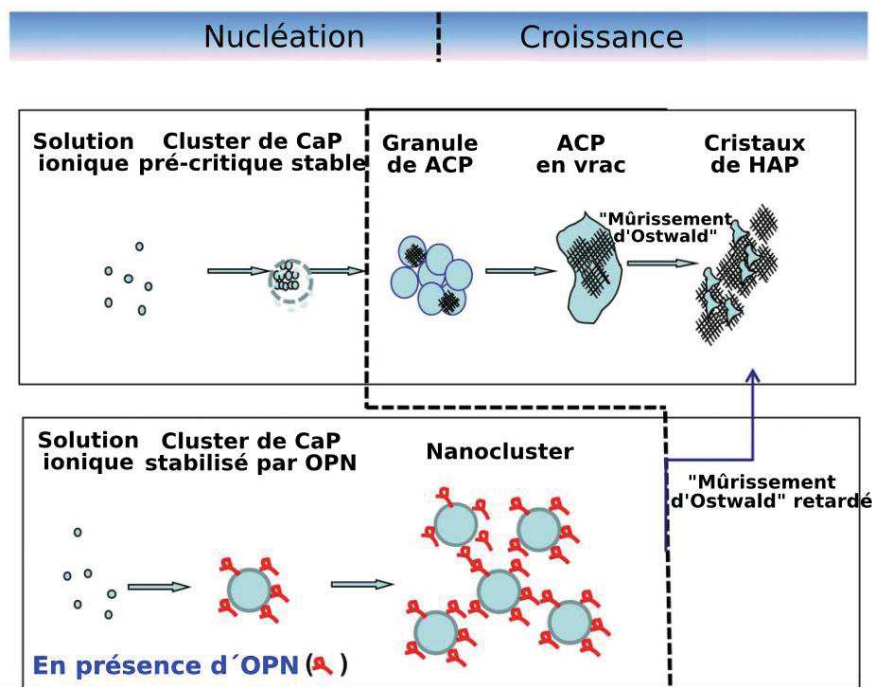 Nucléation
Croissance
Solution
ionique
Cluster de CaP
pré-critique stable
Granule
de ACP
ACP
en vrac
Cristaux
de HAP
"Mûrissement
d'Ostwald"
Solution
ionique
Cluster de CaP
stabilisé par OPN
Nanocluster
"Mûrissement
d'Ostwald" retardé
En présence d´OPN ( )